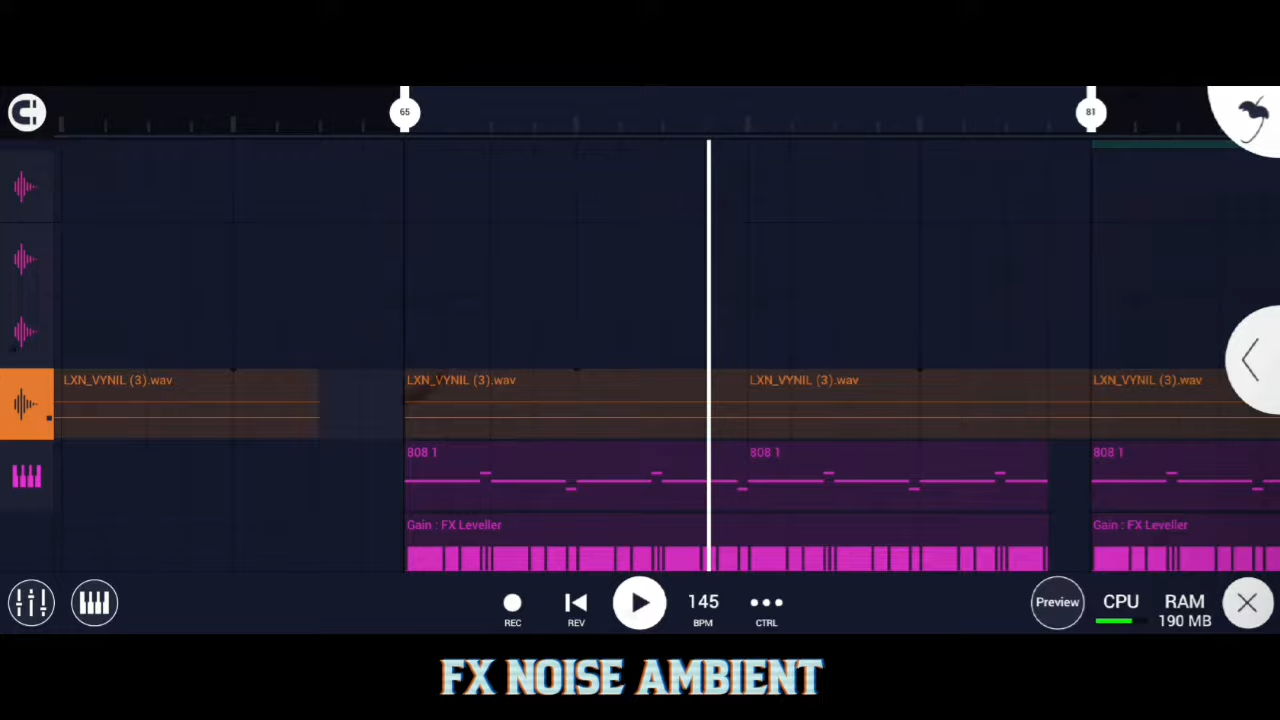 65 81
LXN_VYNIL (3).wav LXN_VYNIL (3).wav LXN_VYNIL (3).wav LXN_VYNIL (3).wav
808 1 808 1 808 1
Gain : FX Leveller Gain : FX Leveller
145 Preview CPU RAM
REC REV BPM CTRL 190 MB
FX NOISE AMBIENT